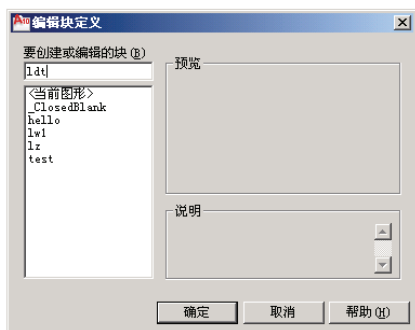 编辑块定义
要创建或编辑的块(B)
ldt
<当前图形>
_ClosedBlank
hello
lw1
lz
test
预览
说明
确定
取消
帮助(H)